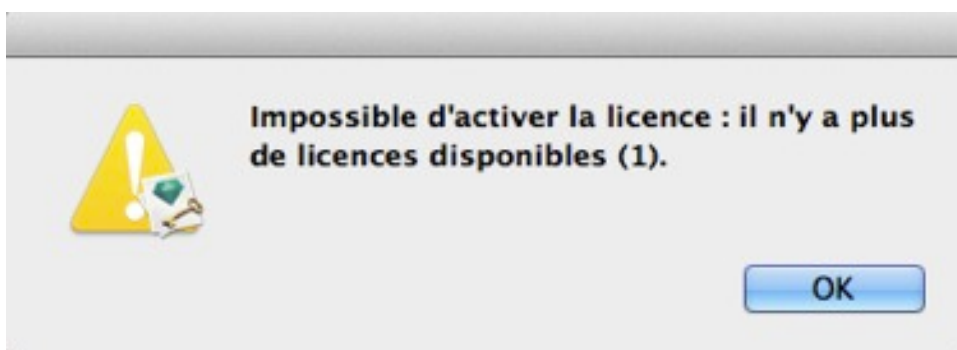 Impossible d'activer la licence : il n'y a plus
de licences disponibles (1).
OK